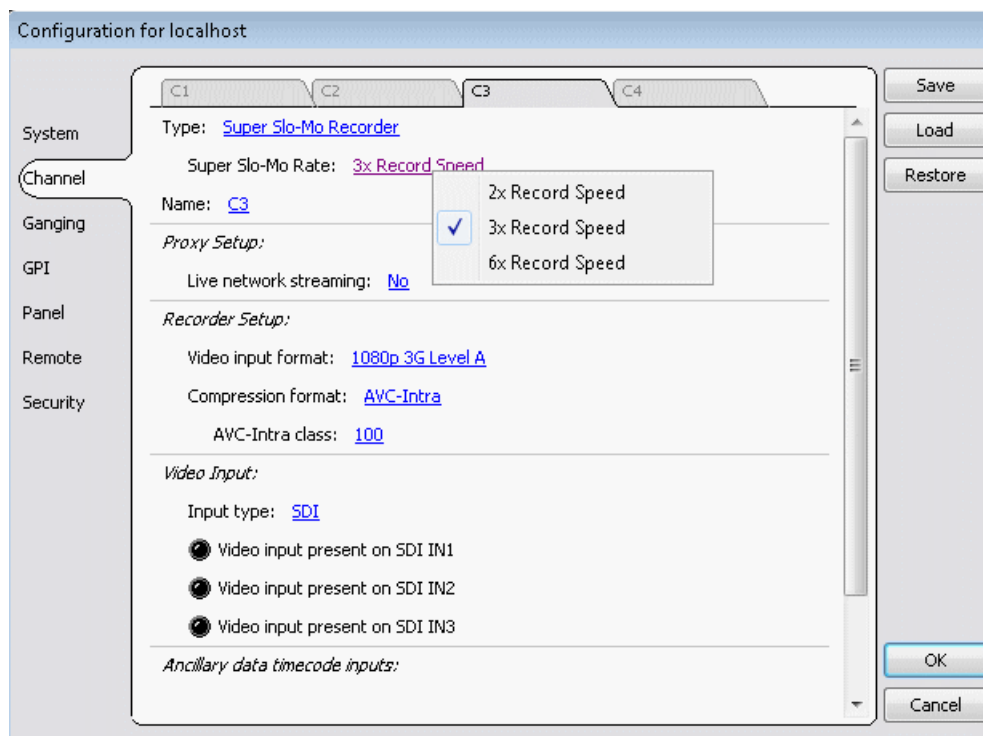 Configuration for localhost
System
Channel
Ganging
GPI
Panel
Remote
Security
C1 C2 C3 C4
Type: Super Slo-Mo Recorder
Super Slo-Mo Rate: 3x Record Speed
2x Record Speed
3x Record Speed
6x Record Speed
Name: C3
Proxy Setup:
Live network streaming: No
Recorder Setup:
Video input format: 1080p 3G Level A
Compression format: AVC-Intra
AVC-Intra class: 100
Video Input:
Input type: SDI
Video input present on SDI IN1
Video input present on SDI IN2
Video input present on SDI IN3
Ancillary data timecode inputs:
Save
Load
Restore
OK
Cancel